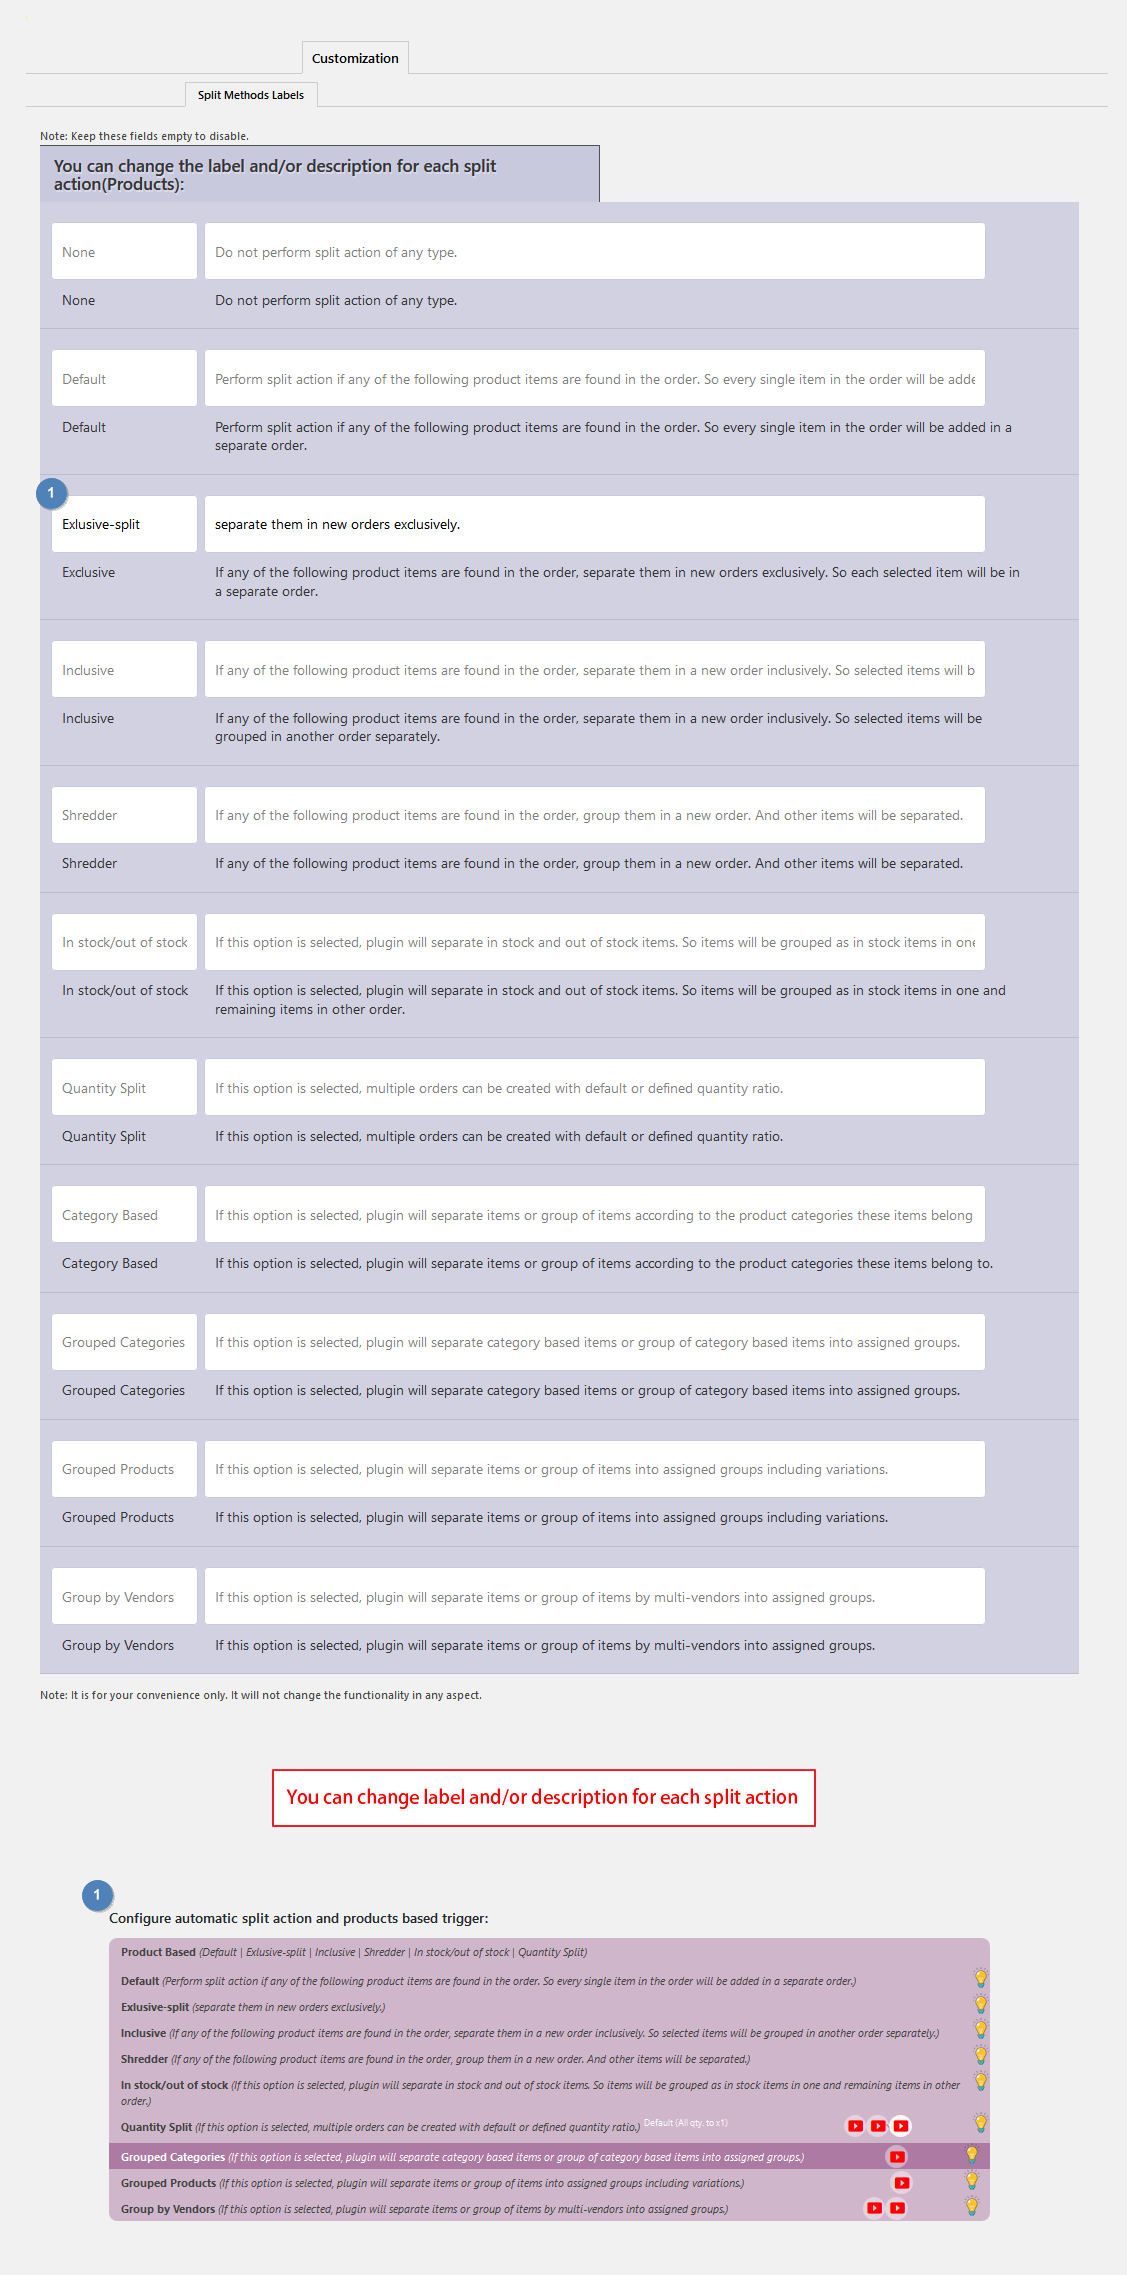 Customization
Split Methods Labels
Note: Keep these fields empty to disable.
You can change the label and/or description for each split
action(Products):
None
Do not perform split action of any type.
None
Do not perform split action of any type.
Default
Perform split action if any of the following product items are found in the order. So every single item in the order will be adde
Default
Perform split action if any of the following product items are found in the order. So every single item in the order will be added in a
separate order.
1
Exlusive-split
separate them in new orders exclusively.
Exclusive
If any of the following product items are found in the order, separate them in new orders exclusively. So each selected item will be in
a separate order.
Inclusive
If any of the following product items are found in the order, separate them in a new order inclusively. So selected items will b
Inclusive
If any of the following product items are found in the order, separate them in a new order inclusively. So selected items will be
grouped in another order separately.
Shredder
If any of the following product items are found in the order, group them in a new order. And other items will be separated.
Shredder
If any of the following product items are found in the order, group them in a new order. And other items will be separated.
In stock/out of stock
If this option is selected, plugin will separate in stock and out of stock items. So items will be grouped as in stock items in one
In stock/out of stock
If this option is selected, plugin will separate in stock and out of stock items. So items will be grouped as in stock items in one and
remaining items in other order.
Quantity Split
If this option is selected, multiple orders can be created with default or defined quantity ratio.
Quantity Split
If this option is selected, multiple orders can be created with default or defined quantity ratio.
Category Based
If this option is selected, plugin will separate items or group of items according to the product categories these items belong
Category Based
If this option is selected, plugin will separate items or group of items according to the product categories these items belong to.
Grouped Categories
If this option is selected, plugin will separate category based items or group of category based items into assigned groups.
Grouped Categories
If this option is selected, plugin will separate category based items or group of category based items into assigned groups.
Grouped Products
If this option is selected, plugin will separate items or group of items into assigned groups including variations.
Grouped Products
If this option is selected, plugin will separate items or group of items into assigned groups including variations.
Group by Vendors
If this option is selected, plugin will separate items or group of items by multi-vendors into assigned groups.
Group by Vendors
If this option is selected, plugin will separate items or group of items by multi-vendors into assigned groups.
Note: It is for your convenience only. It will not change the functionality in any aspect.
You can change label and/or description for each split action
1
Configure automatic split action and products based trigger:
Product Based (Default | Exlusive-split | Inclusive | Shredder | In stock/out of stock | Quantity Split)
Default (Perform split action if any of the following product items are found in the order. So every single item in the order will be added in a separate order.)
Exlusive-split (separate them in new orders exclusively.)
Inclusive (If any of the following product items are found in the order, separate them in a new order inclusively. So selected items will be grouped in another order separately.)
Shredder (If any of the following product items are found in the order, group them in a new order. And other items will be separated.)
In stock/out of stock (If this option is selected, plugin will separate in stock and out of stock items. So items will be grouped as in stock items in one and remaining items in other
order.)
Quantity Split (If this option is selected, multiple orders can be created with default or defined quantity ratio.) Default (All qty. to x1)
Grouped Categories (If this option is selected, plugin will separate category based items or group of category based items into assigned groups.)
Grouped Products (If this option is selected, plugin will separate items or group of items into assigned groups including variations.)
Group by Vendors (If this option is selected, plugin will separate items or group of items by multi-vendors into assigned groups.)